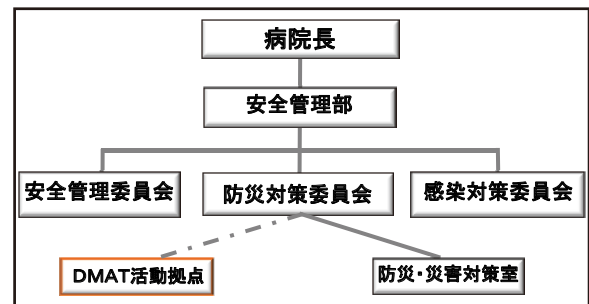 病院長
安全管理部
安全管理委員会
防災対策委員会
感染対策委員会
DMAT活動拠点
防災・災害対策室